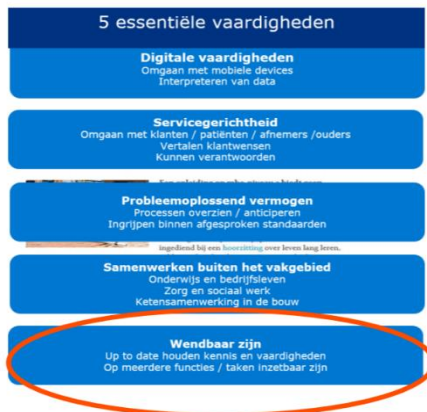 5 essentiële vaardigheden
Digitale vaardigheden
Omgaan met mobiele devices
Interpreteren van data
Servicegerichtheid
Omgaan met klanten / patiënten / afnemers /ouders
Vertalen klantwensen
Kunnen verantwoorden
Probleemoplossend vermogen
Processen overzien / anticiperen
Ingrijpen binnen afgesproken standaarden
ingediend bij een hoorzitting over leven lang leren.
Samenwerken buiten het vakgebied
Onderwijs en bedrijfsleven
Zorg en sociaal werk
Ketensamenwerking in de bouw
Wendbaar zijn
Up to date houden kennis en vaardigheden
Op meerdere functies / taken inzetbaar zijn